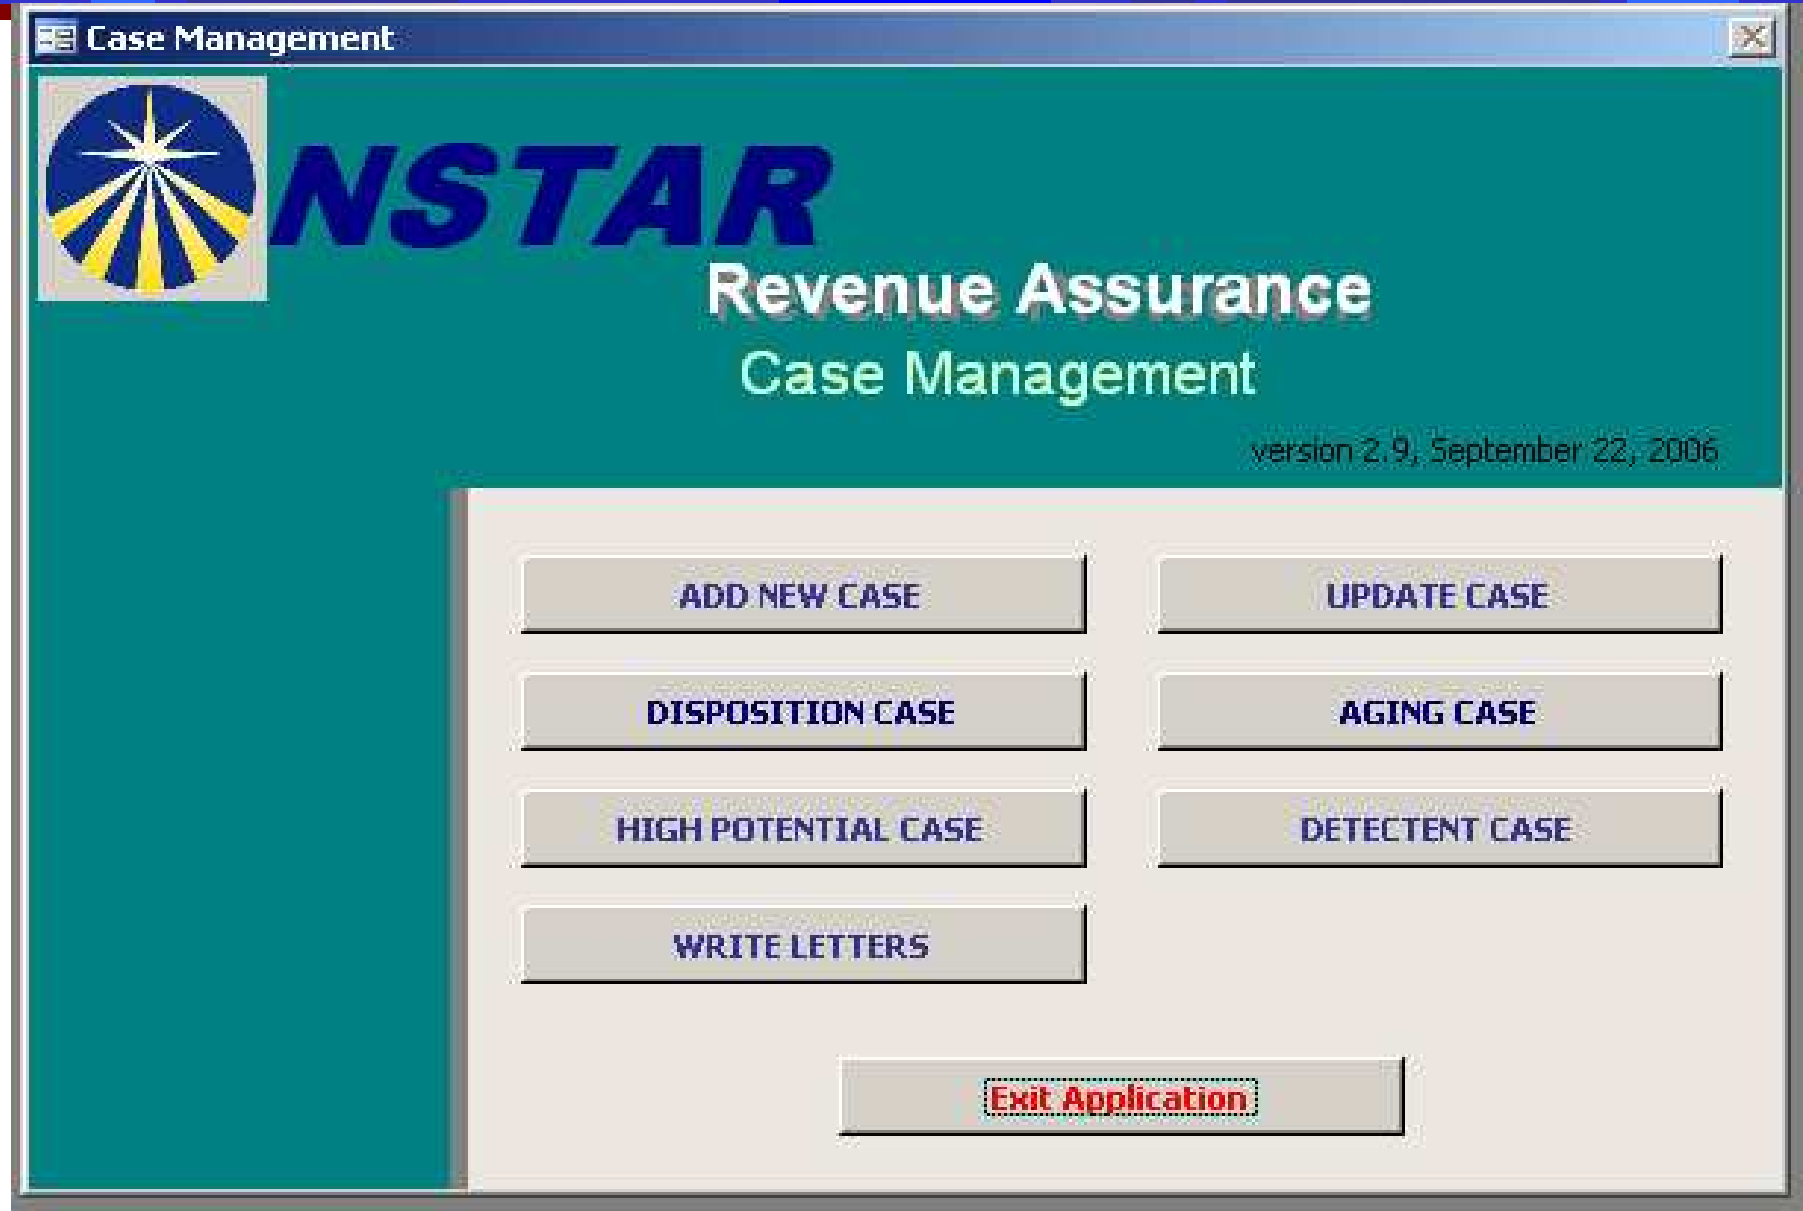 Case Management
NSTAR
Revenue Assurance
Case Management
version 2.9, September 22, 2006
ADD NEW CASE
UPDATE CASE
DISPOSITION CASE
AGING CASE
HIGH POTENTIAL CASE
DETECTENT CASE
WRITE LETTERS
Exit Application